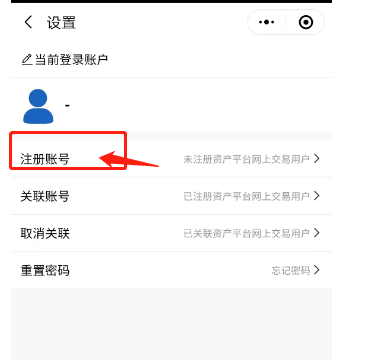 设置
当前登录账户
-
注册账号 未注册资产平台网上交易用户
关联账号 已注册资产平台网上交易用户
取消关联 已关联资产平台网上交易用户
重置密码 忘记密码